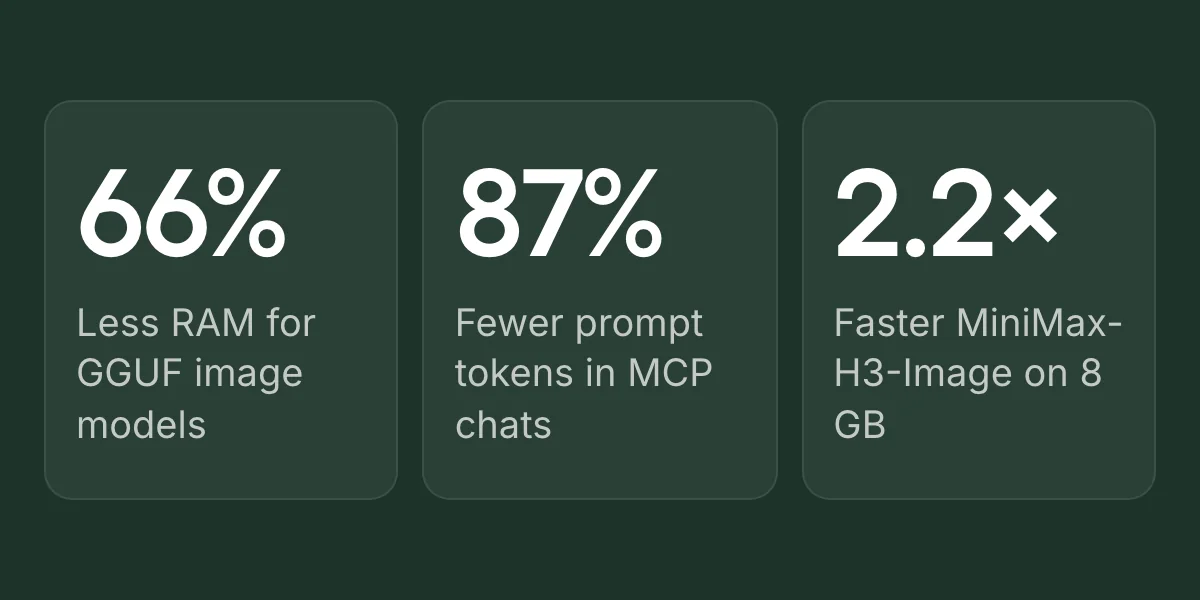 66%
Less RAM for
GGUF image
models
87%
Fewer prompt
tokens in MCP
chats
2.2×
Faster MiniMax-
H3-Image on 8
GB